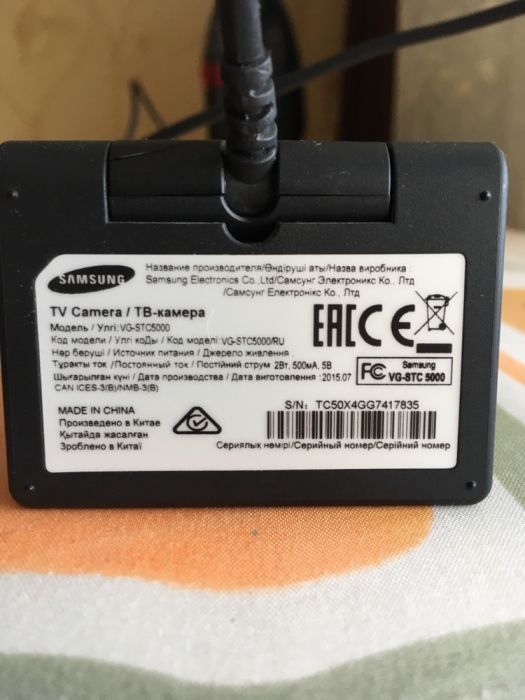 SAMSUNG
Название производителя/Өндіруші аты/Назва виробника :
Samsung Electronics Co.,Ltd/Самсунг Электроникс Ко., Лтд
/Самсунг Електронікс Ко., Лтд
TV Camera / ТВ-камера
Модель / Улгі: VG-STC5000
Код модели / Улгі коДы / Код моделі: VG-STC5000/RU
Нәр беруші / Источник питания / Джерело живлення
Тұракты ток /Постоянный ток / Постійний струм 2Вт, 500мА, 5В
Шығарылған күні / Дата производства / Дата виготовлення :2015.07
CAN ICES-3(B)/NMB-3(B)
EAC CE
FC Samsung
VG-STC 5000
MADE IN CHINA
Произведено в Китае
Қытайда жасалған
Зроблено в Китаї
S/N: TC50X4GG7417835
Сериялық немірі/Серийный номер/Серійний номер